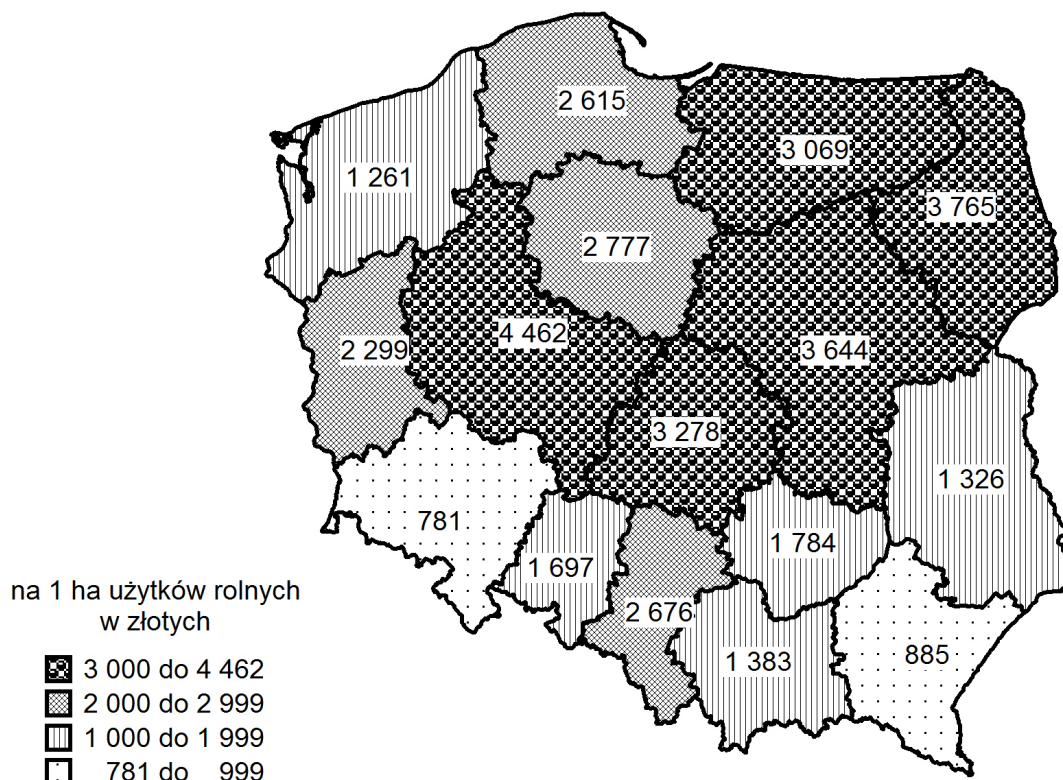 2 615
3 069
1 261
3 765
2 777
4 462
2 299
3 644
3 278
1 326
781
1 784
1 697
2 676
1 383
885
na 1 ha użytków rolnych
w złotych
3 000 do 4 462
2 000 do 2 999
1 000 do 1 999
781 do 999